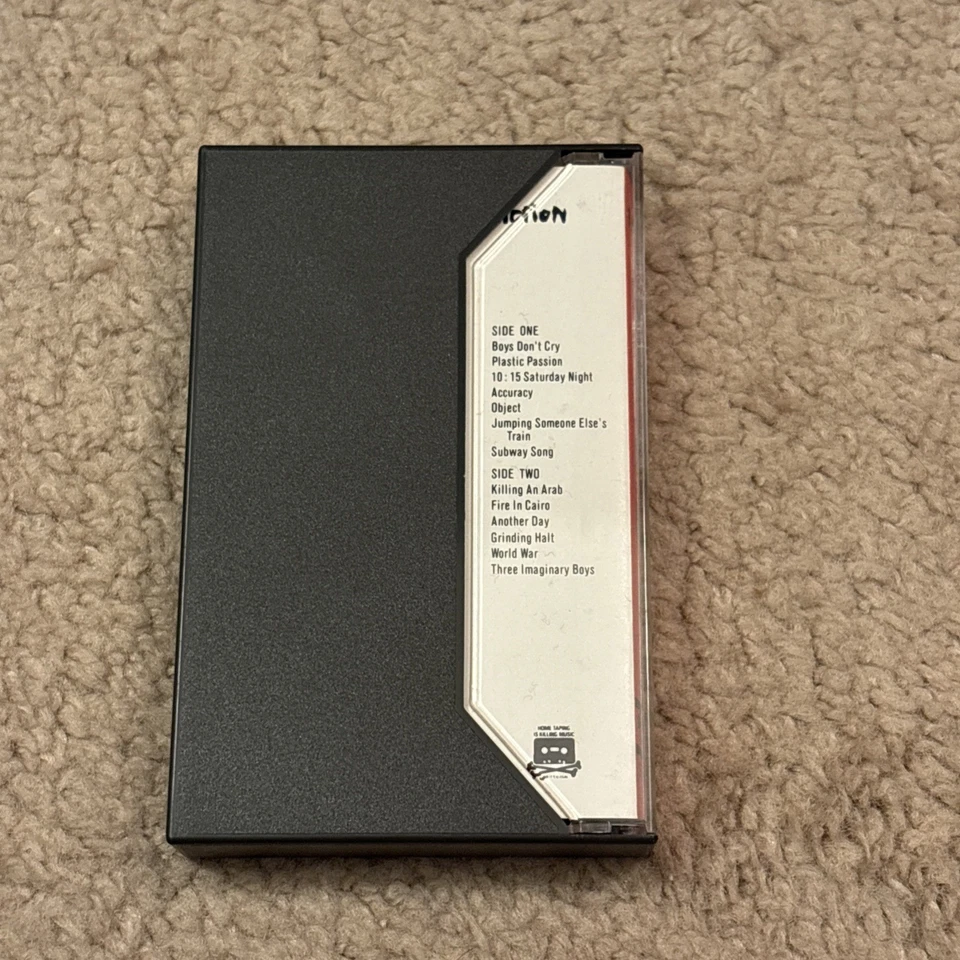 SIDE ONE
Boys Don't Cry
Plastic Passion
10:15 Saturday Night
Accuracy
Object
Jumping Someone Else's
Train
Subway Song
SIDE TWO
Killing An Arab
Fire In Cairo
Another Day
Grinding Halt
World War
Three Imaginary Boys
HOME TAPING
IS KILLING MUSIC